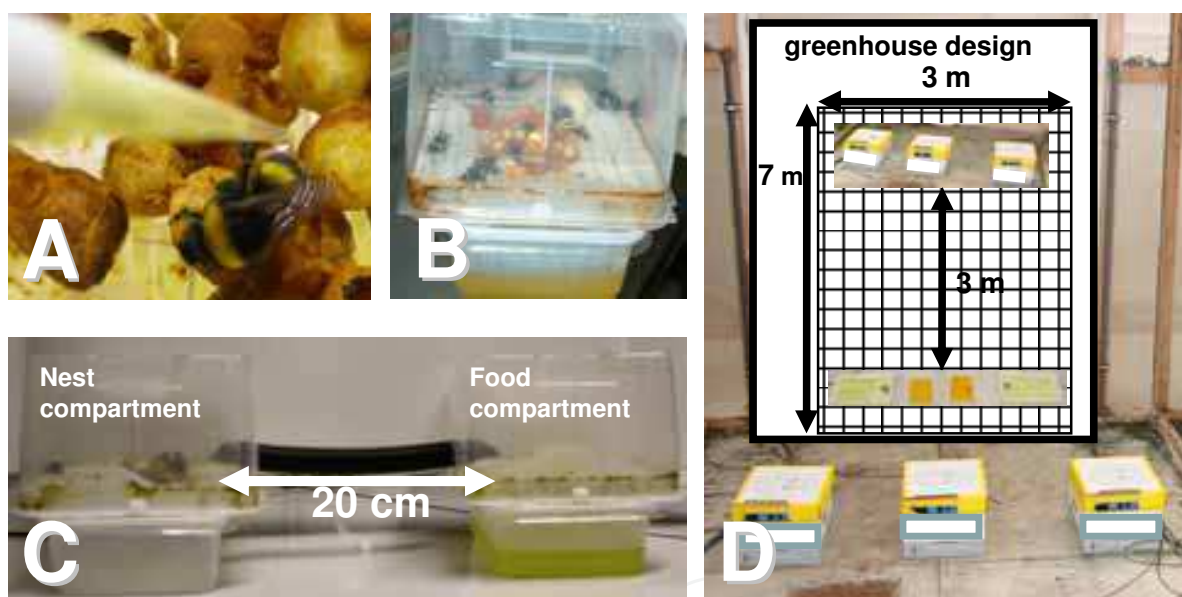 A
B
Nest
compartment
Food
compartment
20 cm
C
greenhouse design
3 m
7 m
3 m
D